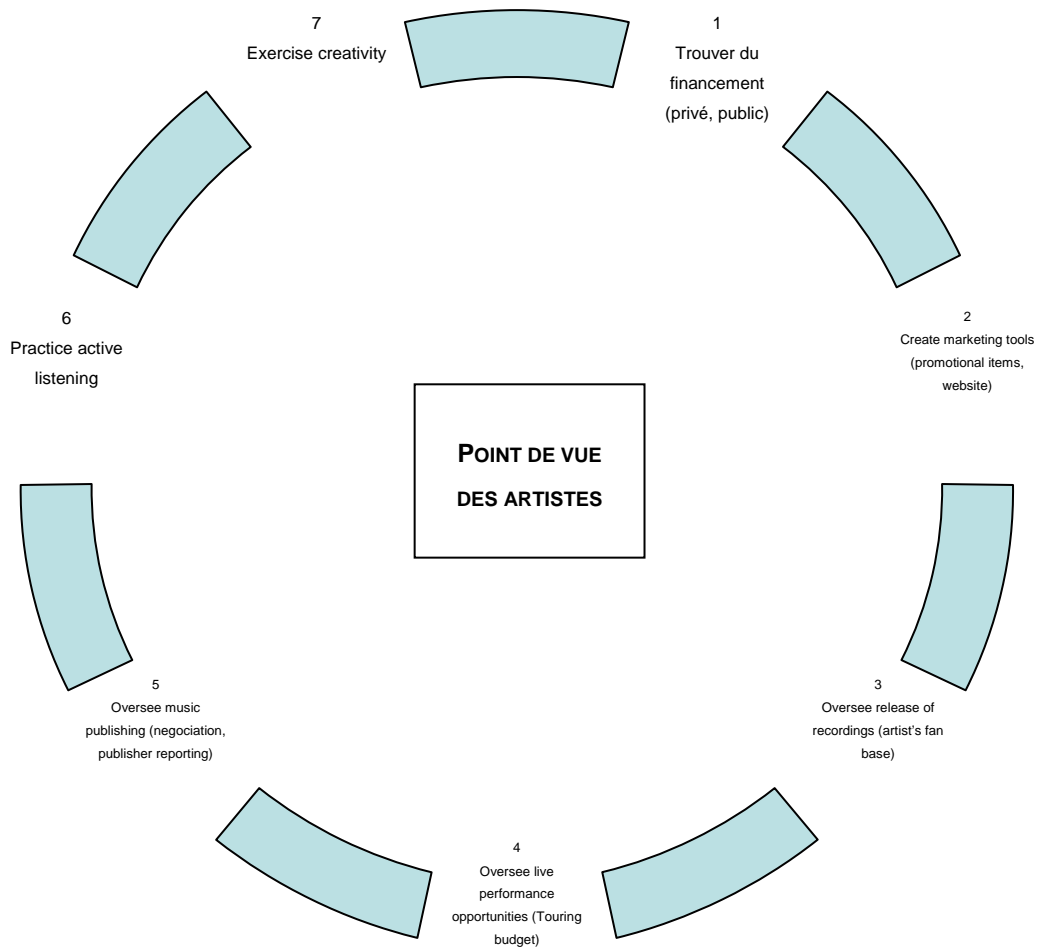 7
Exercise creativity
1
Trouver du
financement
(privé, public)
2
Create marketing tools
(promotional items,
website)
6
Practice active
listening
POINT DE VUE
DES ARTISTES
5
Oversee music
publishing (negociation,
publisher reporting)
3
Oversee release of
recordings (artist's fan
base)
4
Oversee live
performance
opportunities (Touring
budget)